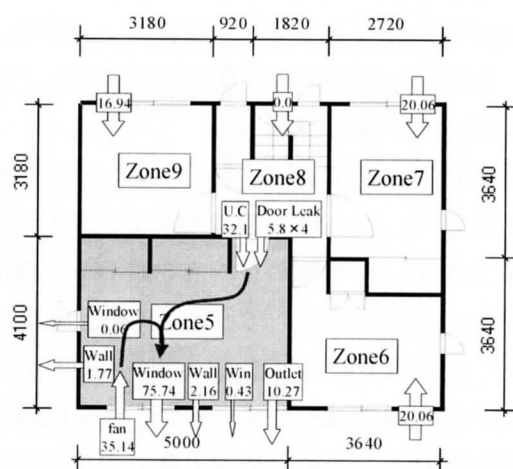 3180
920
1820
2720
16.94
0.0
20.06
3180
Zone9
Zone8
Zone7
3640
U.C
32.1
Door Leak
5.8 × 4
4100
Window
0.06
Zone5
Zone6
3640
Wall
1.77
Window
75.74
Wall
2.16
Win
0.43
Outlet
10.27
fan
35.14
20.06
5000
3640